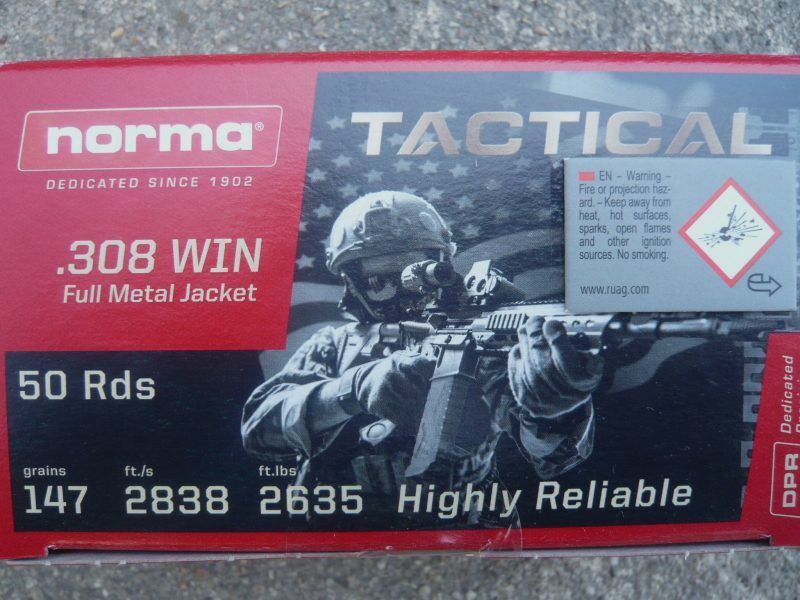 norma®
DEDICATED SINCE 1902
TACTICAL
.308 WIN
Full Metal Jacket
EN - Warning -
Fire or projection haz-
ard. - Keep away from
heat, hot surfaces,
sparks, open flames
and other ignition
sources. No smoking.
www.ruag.com
50 Rds
grains ft./s ft.lbs
147 2838 2635 Highly Reliable
DPR
Dedicated